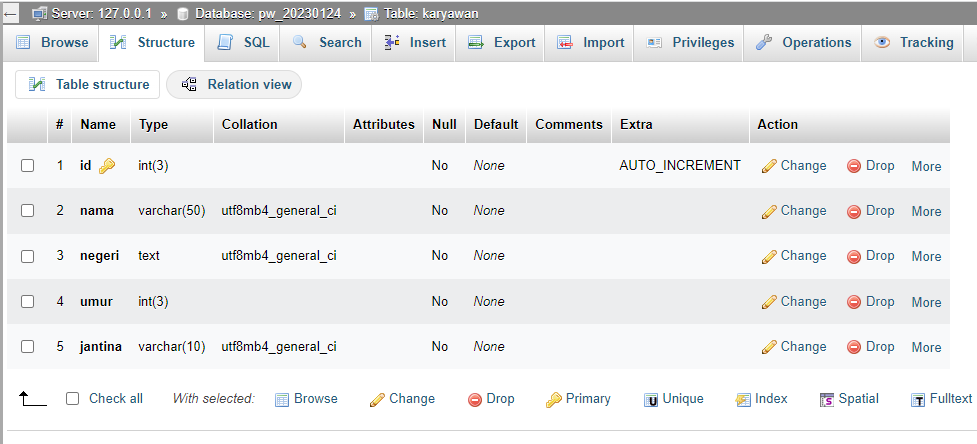 Server: 127.0.0.1 » Database: pw_20230124 » Table: karyawan
Browse Structure SQL Search Insert Export Import Privileges Operations Tracking
Table structure Relation view
# Name Type Collation Attributes Null Default Comments Extra Action
1 id int(3) No None AUTO_INCREMENT Change Drop More
2 nama varchar(50) utf8mb4_general_ci No None Change Drop More
3 negeri text utf8mb4_general_ci No None Change Drop More
4 umur int(3) No None Change Drop More
5 jantina varchar(10) utf8mb4_general_ci No None Change Drop More
Check all With selected: Browse Change Drop Primary Unique Index Spatial Fulltext